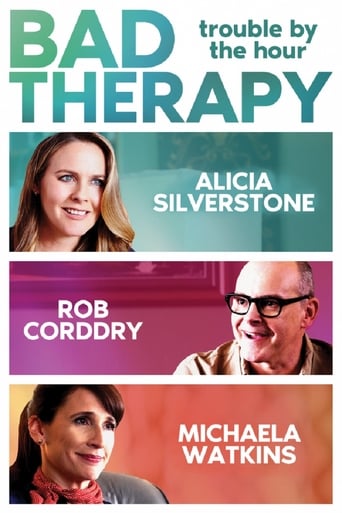 BAD
trouble by
the hour
THERAPY
ALICIA
SILVERSTONE
ROB
CORDDRY
MICHAELA
WATKINS